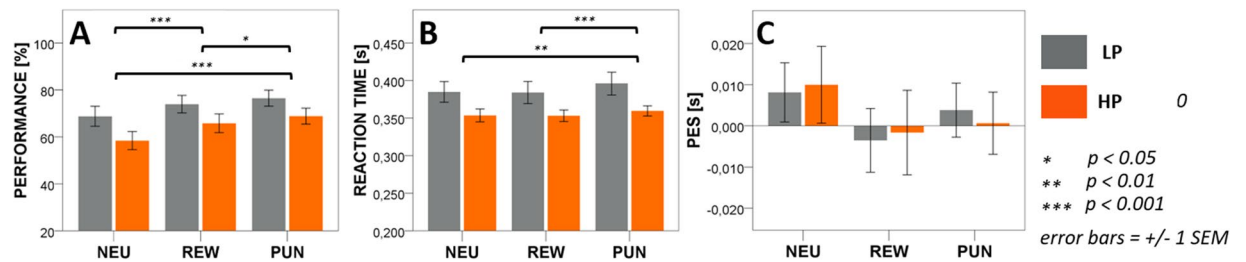 A
PERFORMANCE [%]
100
80
60
40
20
***
*
***
NEU REW PUN
B
REACTION TIME [s]
0,450
0,400
0,350
0,300
0,250
0,200
***
**
NEU REW PUN
C
PES [s]
0,020
0,010
0,000
-0,010
-0,020
NEU REW PUN
LP
HP 0
* p < 0.05
** p < 0.01
*** p < 0.001
error bars = +/- 1 SEM